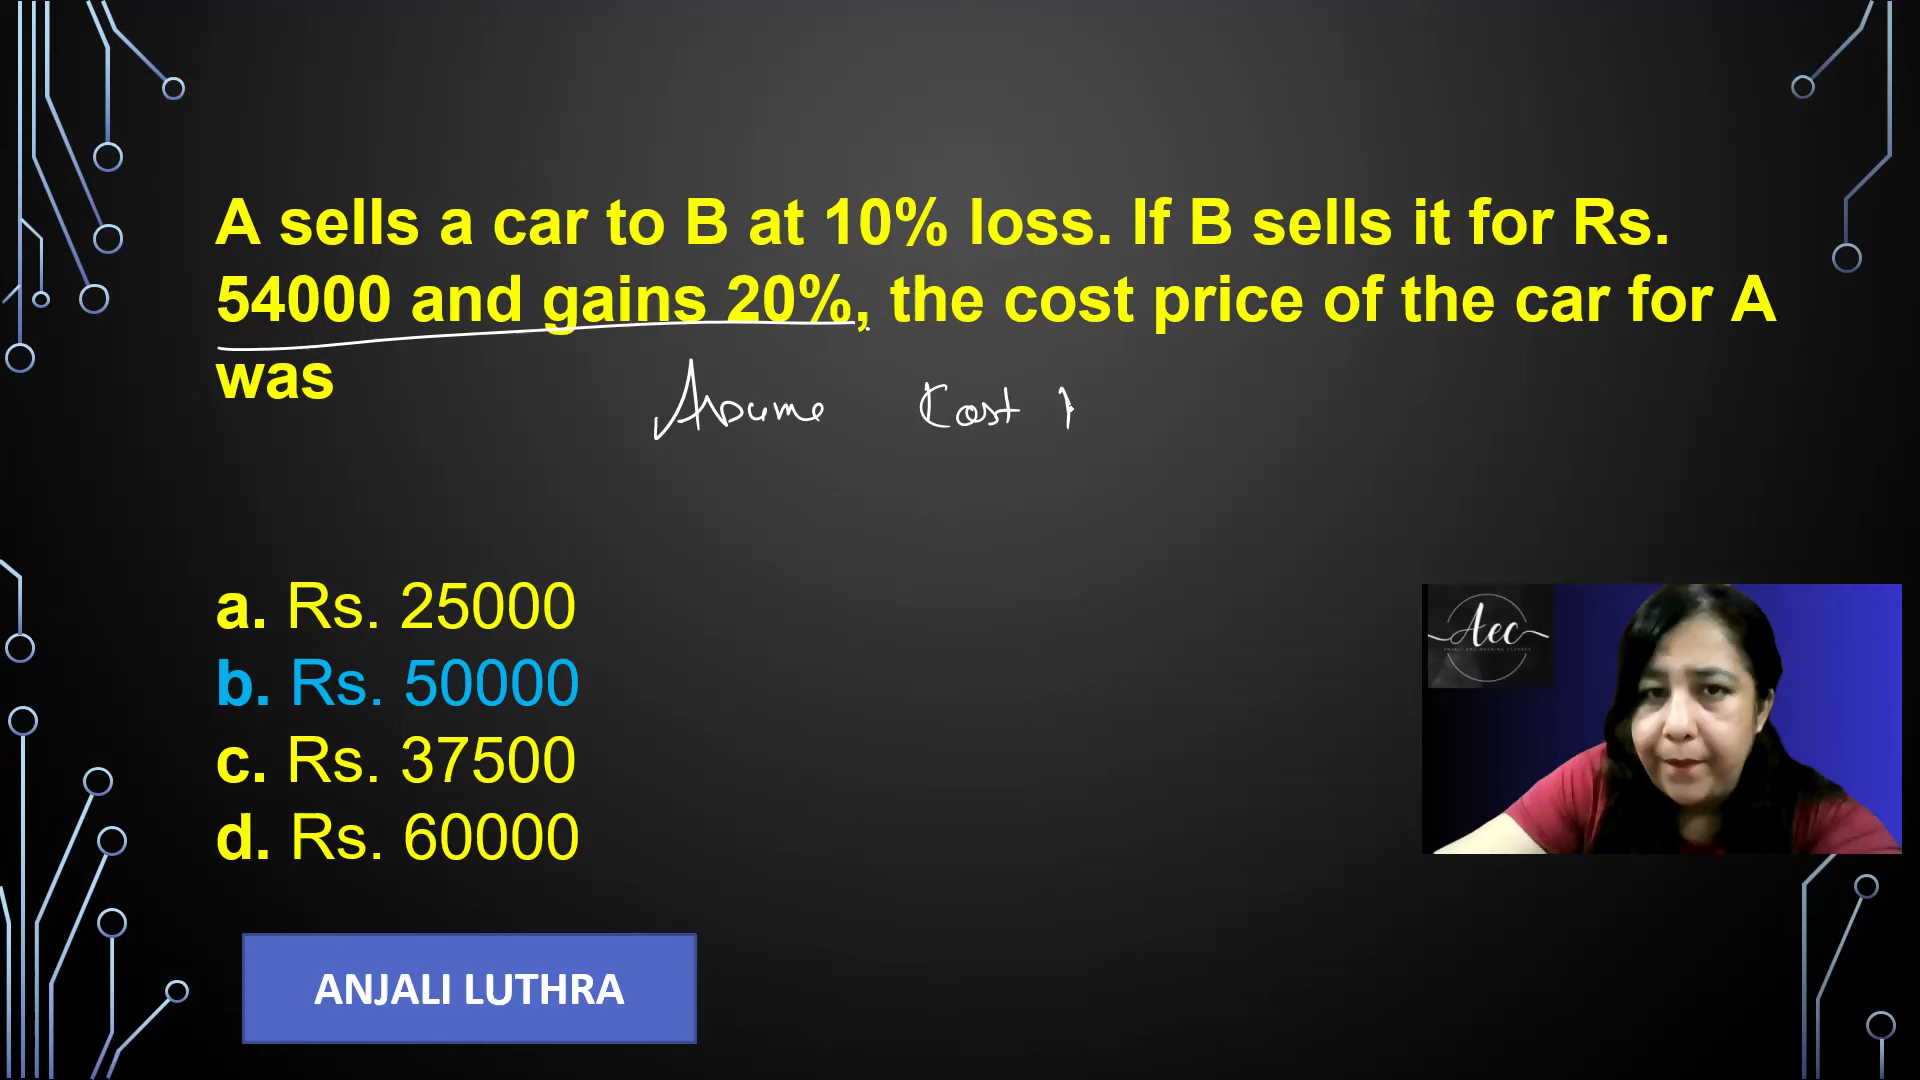 A sells a car to B at 10% loss. If B sells it for Rs.
54000 and gains 20%, the cost price of the car for A
was
Assume Cost
a. Rs. 25000
b. Rs. 50000
c. Rs. 37500
d. Rs. 60000
Aec
ANJALI LUTHRA